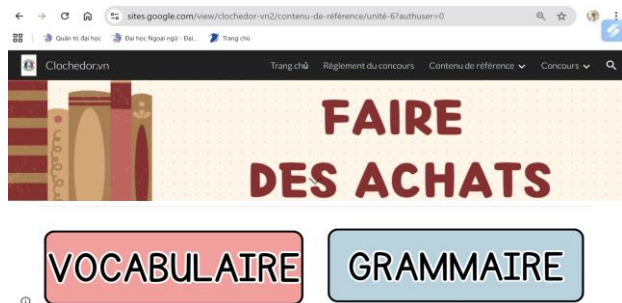 sites.google.com/view/clochedor-vn2/contenu-de-référence/unité-6?authuser=0
Quản trị đại học Đại học Ngoại ngữ - Đại... Trang chủ
Clochedor.vn Trang chủ Règlement du concours Contenu de référence Concours
FAIRE
DES ACHATS
VOCABULAIRE GRAMMAIRE